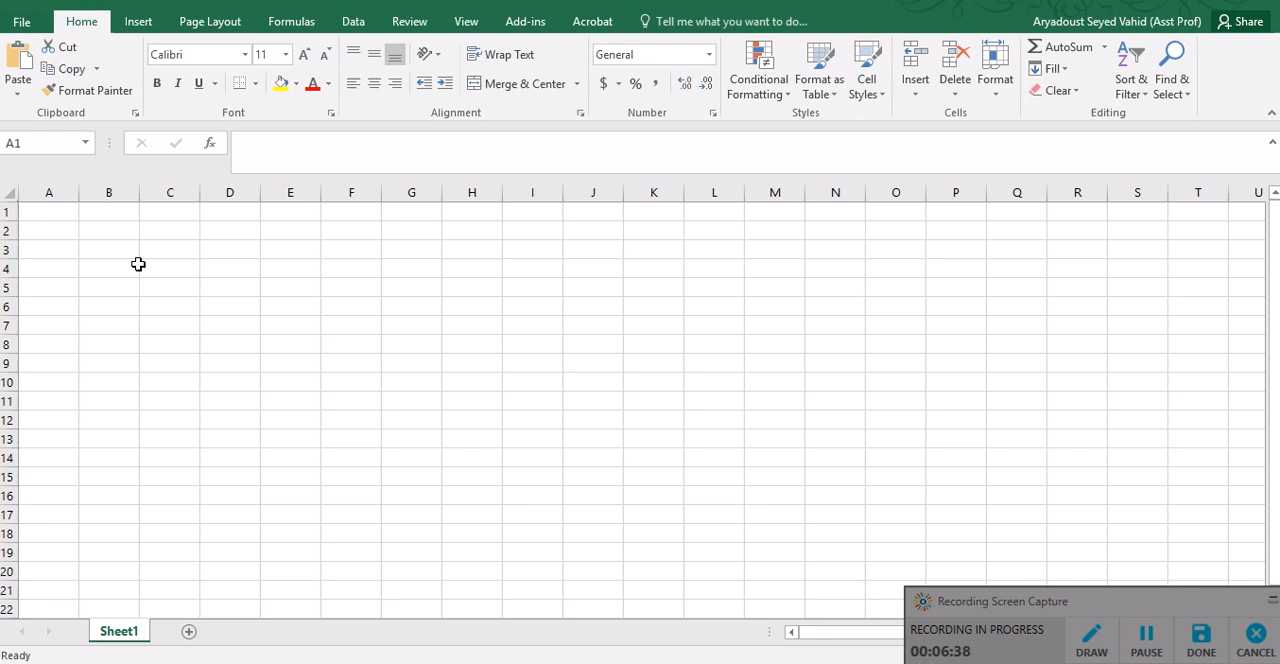 File Home Insert Page Layout Formulas Data Review View Add-ins Acrobat Tell me what you want to do... Aryadoust Seyed Vahid (Asst Prof) Share
Paste Cut Copy Format Painter
Clipboard
Calibri 11 A A
B I U A
Font
Wrap Text
Merge & Center
Alignment
General
$ % , .00 .00
Number
Conditional Formatting Format as Table Cell Styles
Styles
Insert Delete Format
Cells
AutoSum Fill Clear Sort & Filter Find & Select
Editing
A1 fx
A B C D E F G H I J K L M N O P Q R S T U
1
2
3
4
5
6
7
8
9
10
11
12
13
14
15
16
17
18
19
20
21
22
Sheet1
Ready
Recording Screen Capture
RECORDING IN PROGRESS
00:06:38
DRAW PAUSE DONE CANCEL